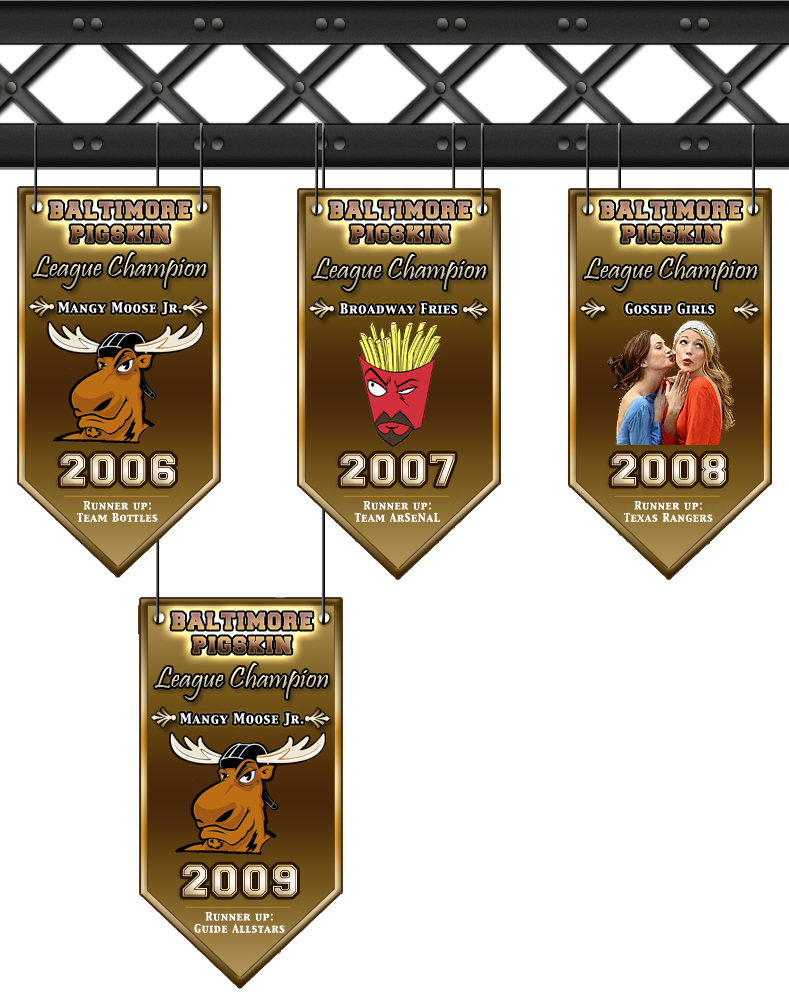 BALTIMORE
PIGSKIN
League Champion
MANGY MOOSE JR.
2006
RUNNER UP:
TEAM BOTTLES
BALTIMORE
PIGSKIN
League Champion
BROADWAY FRIES
2007
RUNNER UP:
TEAM ARSENAL
BALTIMORE
PIGSKIN
League Champion
GOSSIP GIRLS
2008
RUNNER UP:
TEXAS RANGERS
BALTIMORE
PIGSKIN
League Champion
MANGY MOOSE JR.
2009
RUNNER UP:
GUIDE ALLSTARS